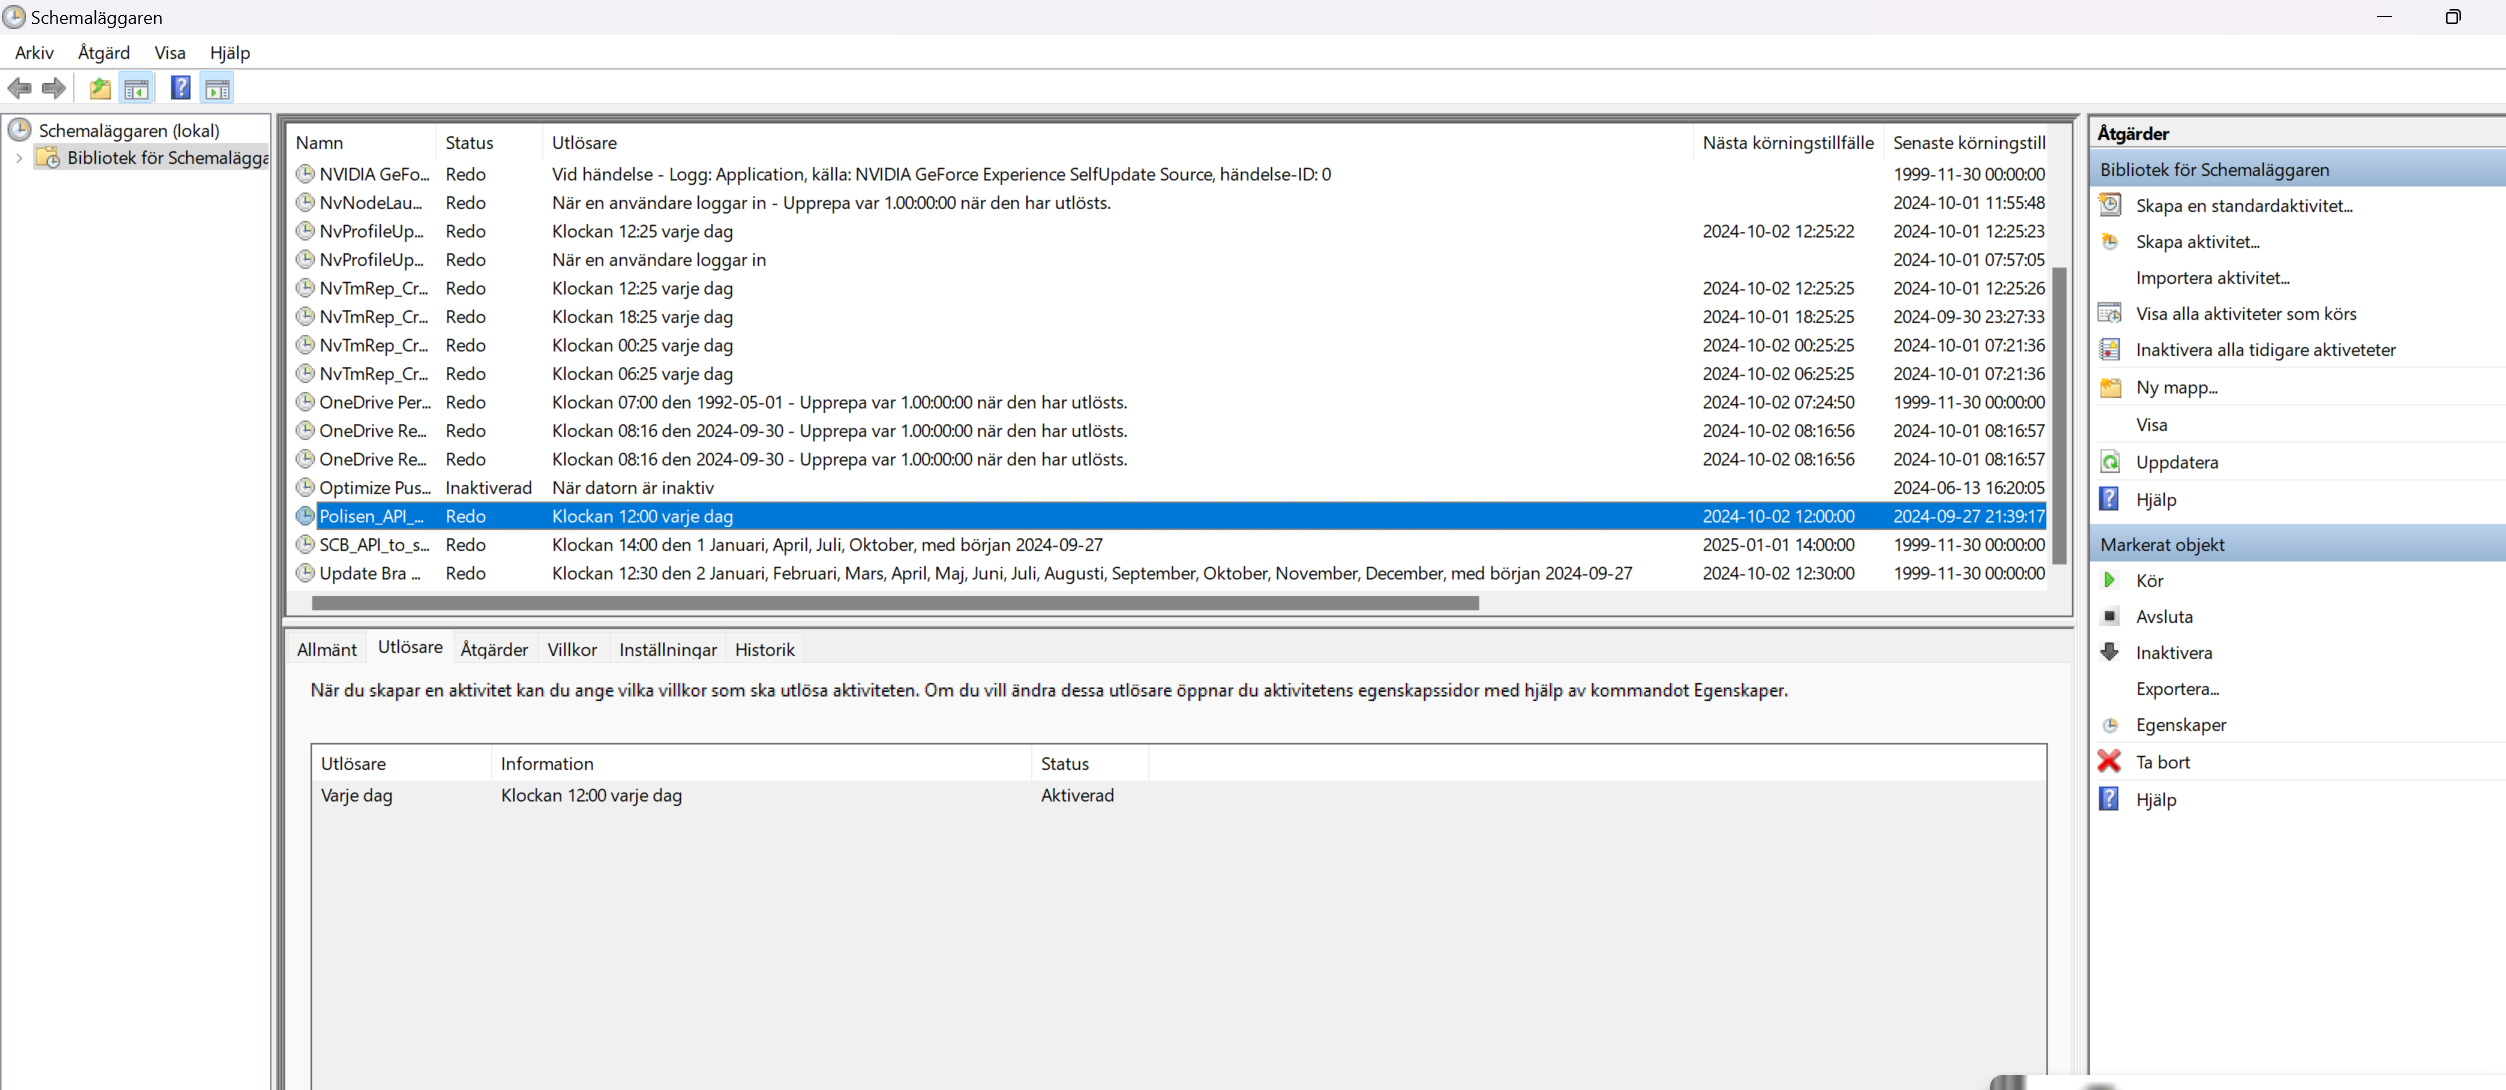 Schemaläggaren
Arkiv Åtgärd Visa Hjälp
Schemaläggaren (lokal)
Bibliotek för Schemalägga
Namn Status Utlösare Nästa körningstillfälle Senaste körningstill
NVIDIA GeFo... Redo Vid händelse - Logg: Application, källa: NVIDIA GeForce Experience SelfUpdate Source, händelse-ID: 0 1999-11-30 00:00:00
NvNodeLau... Redo När en användare loggar in - Upprepa var 1.00:00:00 när den har utlösts. 2024-10-01 11:55:48
NvProfileUp... Redo Klockan 12:25 varje dag 2024-10-02 12:25:22 2024-10-01 12:25:23
NvProfileUp... Redo När en användare loggar in 2024-10-01 07:57:05
NvTmRep_Cr... Redo Klockan 12:25 varje dag 2024-10-02 12:25:25 2024-10-01 12:25:26
NvTmRep_Cr... Redo Klockan 18:25 varje dag 2024-10-01 18:25:25 2024-09-30 23:27:33
NvTmRep_Cr... Redo Klockan 00:25 varje dag 2024-10-02 00:25:25 2024-10-01 07:21:36
NvTmRep_Cr... Redo Klockan 06:25 varje dag 2024-10-02 06:25:25 2024-10-01 07:21:36
OneDrive Per... Redo Klockan 07:00 den 1992-05-01 - Upprepa var 1.00:00:00 när den har utlösts. 2024-10-02 07:24:50 1999-11-30 00:00:00
OneDrive Re... Redo Klockan 08:16 den 2024-09-30 - Upprepa var 1.00:00:00 när den har utlösts. 2024-10-02 08:16:56 2024-10-01 08:16:57
OneDrive Re... Redo Klockan 08:16 den 2024-09-30 - Upprepa var 1.00:00:00 när den har utlösts. 2024-10-02 08:16:56 2024-10-01 08:16:57
Optimize Pus... Inaktiverad När datorn är inaktiv 2024-06-13 16:20:05
Polisen_API_... Redo Klockan 12:00 varje dag 2024-10-02 12:00:00 2024-09-27 21:39:17
SCB_API_to_s... Redo Klockan 14:00 den 1 Januari, April, Juli, Oktober, med början 2024-09-27 2025-01-01 14:00:00 1999-11-30 00:00:00
Update Bra ... Redo Klockan 12:30 den 2 Januari, Februari, Mars, April, Maj, Juni, Juli, Augusti, September, Oktober, November, December, med början 2024-09-27 2024-10-02 12:30:00 1999-11-30 00:00:00
Allmänt Utlösare Åtgärder Villkor Inställningar Historik
När du skapar en aktivitet kan du ange vilka villkor som ska utlösa aktiviteten. Om du vill ändra dessa utlösare öppnar du aktivitetens egenskapssidor med hjälp av kommandot Egenskaper.
Utlösare Information Status
Varje dag Klockan 12:00 varje dag Aktiverad
Åtgärder
Bibliotek för Schemaläggaren
Skapa en standardaktivitet...
Skapa aktivitet...
Importera aktivitet...
Visa alla aktiviteter som körs
Inaktivera alla tidigare aktiveteter
Ny mapp...
Visa
Uppdatera
Hjälp
Markerat objekt
Kör
Avsluta
Inaktivera
Exportera...
Egenskaper
Ta bort
Hjälp